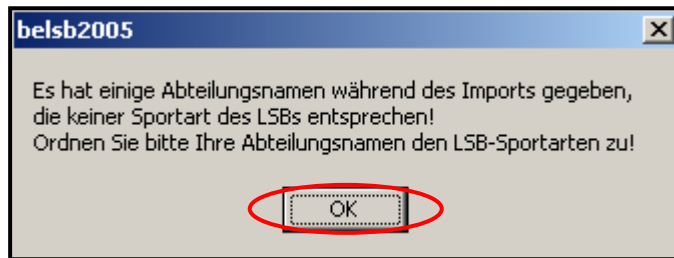 belsb2005
Es hat einige Abteilungsnamen während des Imports gegeben,
die keiner Sportart des LSBs entsprechen!
Ordnen Sie bitte Ihre Abteilungsnamen den LSB-Sportarten zu!
OK